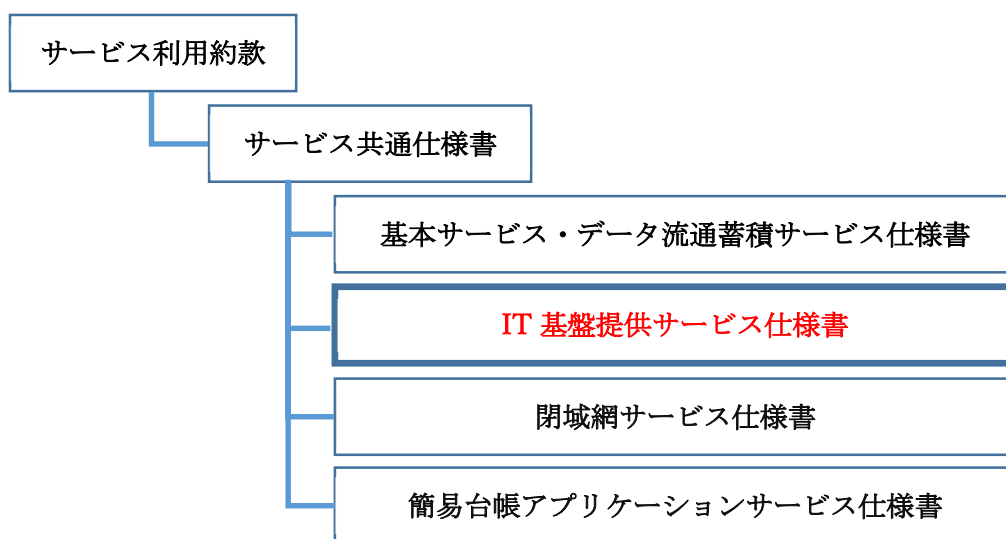 サービス利用約款
サービス共通仕様書
基本サービス・データ流通蓄積サービス仕様書
IT 基盤提供サービス仕様書
閉域網サービス仕様書
簡易台帳アプリケーションサービス仕様書